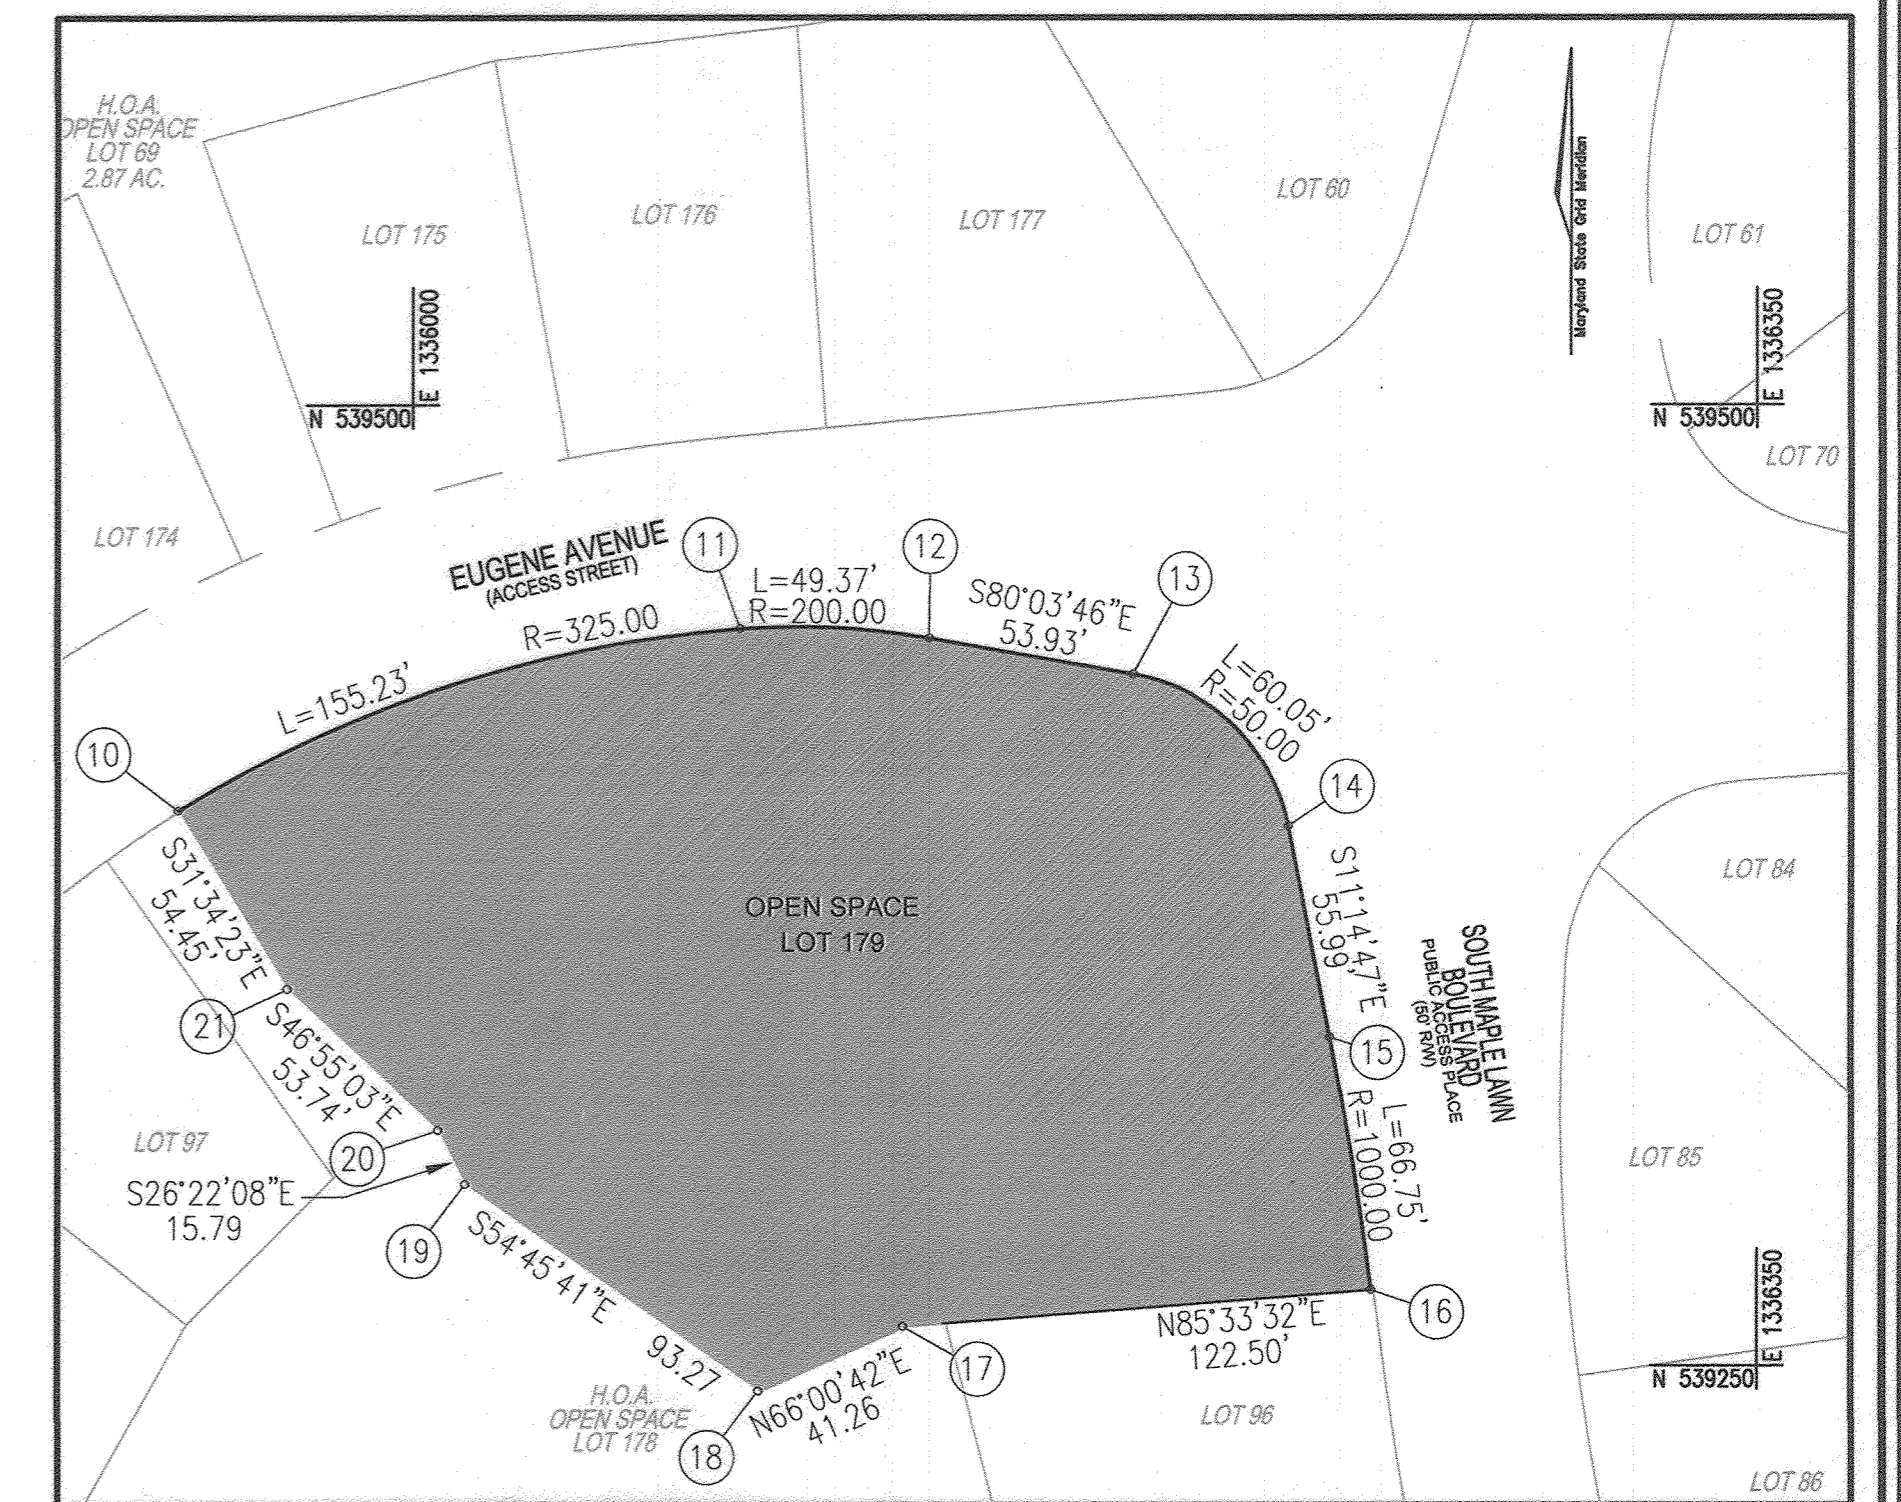 H.O.A.
OPEN SPACE
LOT 69
2.87 AC.
LOT 175
LOT 176
LOT 177
LOT 60
LOT 61
Maryland State Grid Meridian
E 1336000
N 539500
E 1336350
N 539500
LOT 70
LOT 174
EUGENE AVENUE
(ACCESS STREET)
11
12
13
L=49.37'
R=200.00
S80°03'46"E
53.93'
R=325.00
L=155.23'
L=60.05'
R=50.00
10
14
S31°34'23"E
54.45'
OPEN SPACE
LOT 179
S11°14'47"E
55.99'
LOT 84
SOUTH MAPLE LAWN
BOULEVARD
PUBLIC ACCESS PLACE
(50' R/W)
21
S46°55'03"E
53.74'
15
L=66.75'
R=1000.00
LOT 97
20
LOT 85
S26°22'08"E
15.79
19
S54°45'41"E
93.27
16
N85°33'32"E
122.50'
17
E 1336350
N 539250
N66°00'42"E
41.26
18
H.O.A.
OPEN SPACE
LOT 178
LOT 96
LOT 86